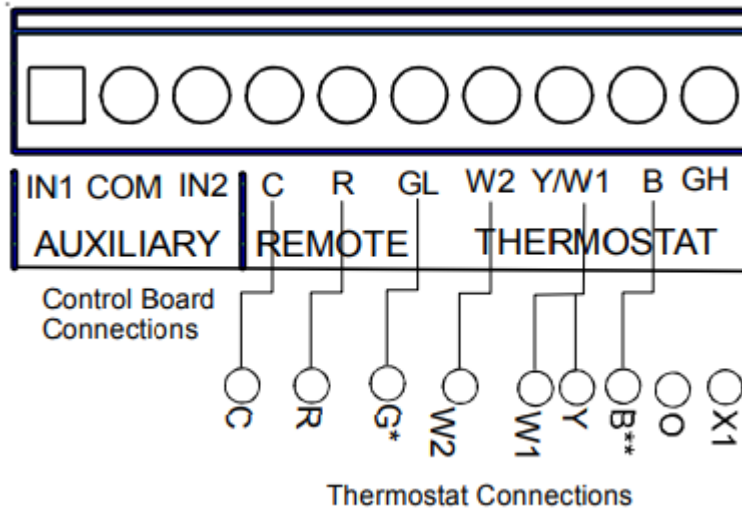 IN1 COM IN2 C R GL W2 Y/W1 B GH
AUXILIARY REMOTE THERMOSTAT
Control Board
Connections
C R G* W2 W1 Y B** O X1
Thermostat Connections